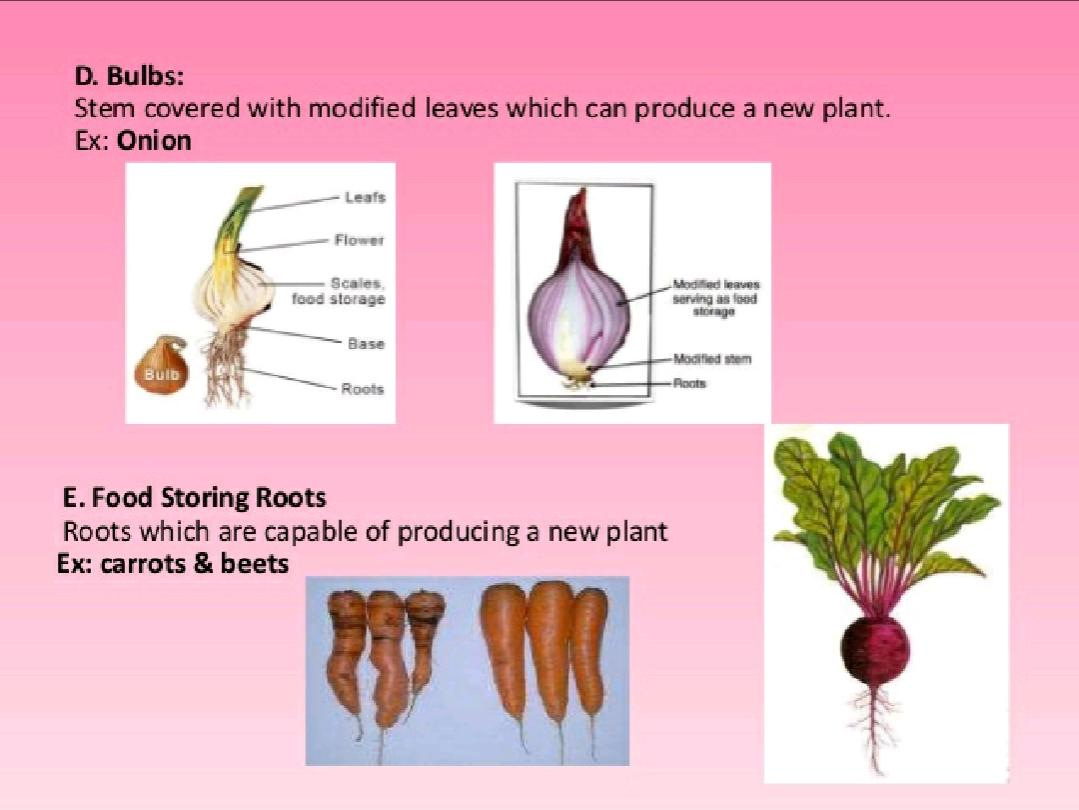 D. Bulbs:
Stem covered with modified leaves which can produce a new plant.
Ex: Onion
Leafs
Flower
Scales,
food storage
Base
Roots
Bulb
Modified leaves
serving as food
storage
Modified stem
Roots
E. Food Storing Roots
Roots which are capable of producing a new plant
Ex: carrots & beets